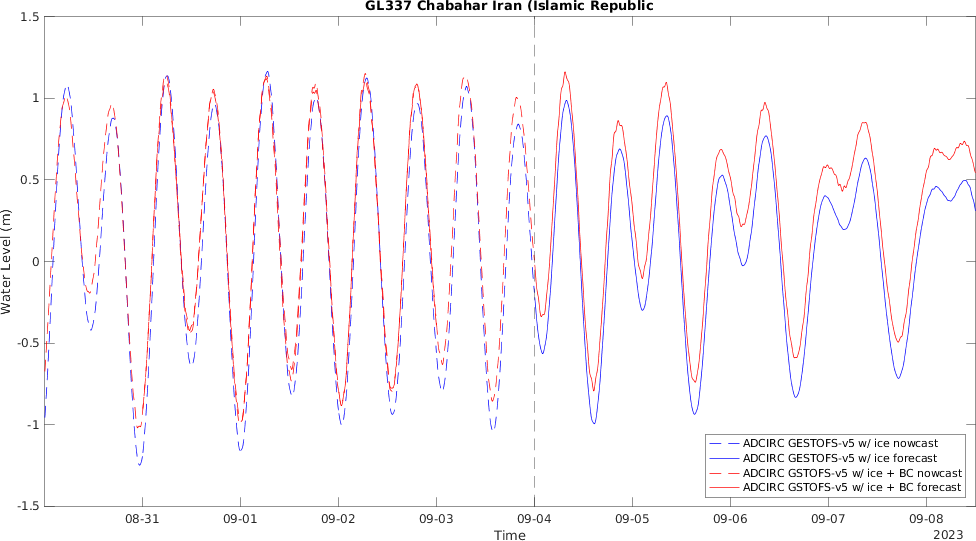 GL337 Chabahar Iran (Islamic Republic
1.5
1
0.5
0
-0.5
-1
-1.5
Water Level (m)
08-31
09-01
09-02
09-03
09-04
09-05
09-06
09-07
09-08
Time
2023
ADCIRC GESTOFS-v5 w/ ice nowcast
ADCIRC GESTOFS-v5 w/ ice forecast
ADCIRC GSTOFS-v5 w/ ice + BC nowcast
ADCIRC GSTOFS-v5 w/ ice + BC forecast